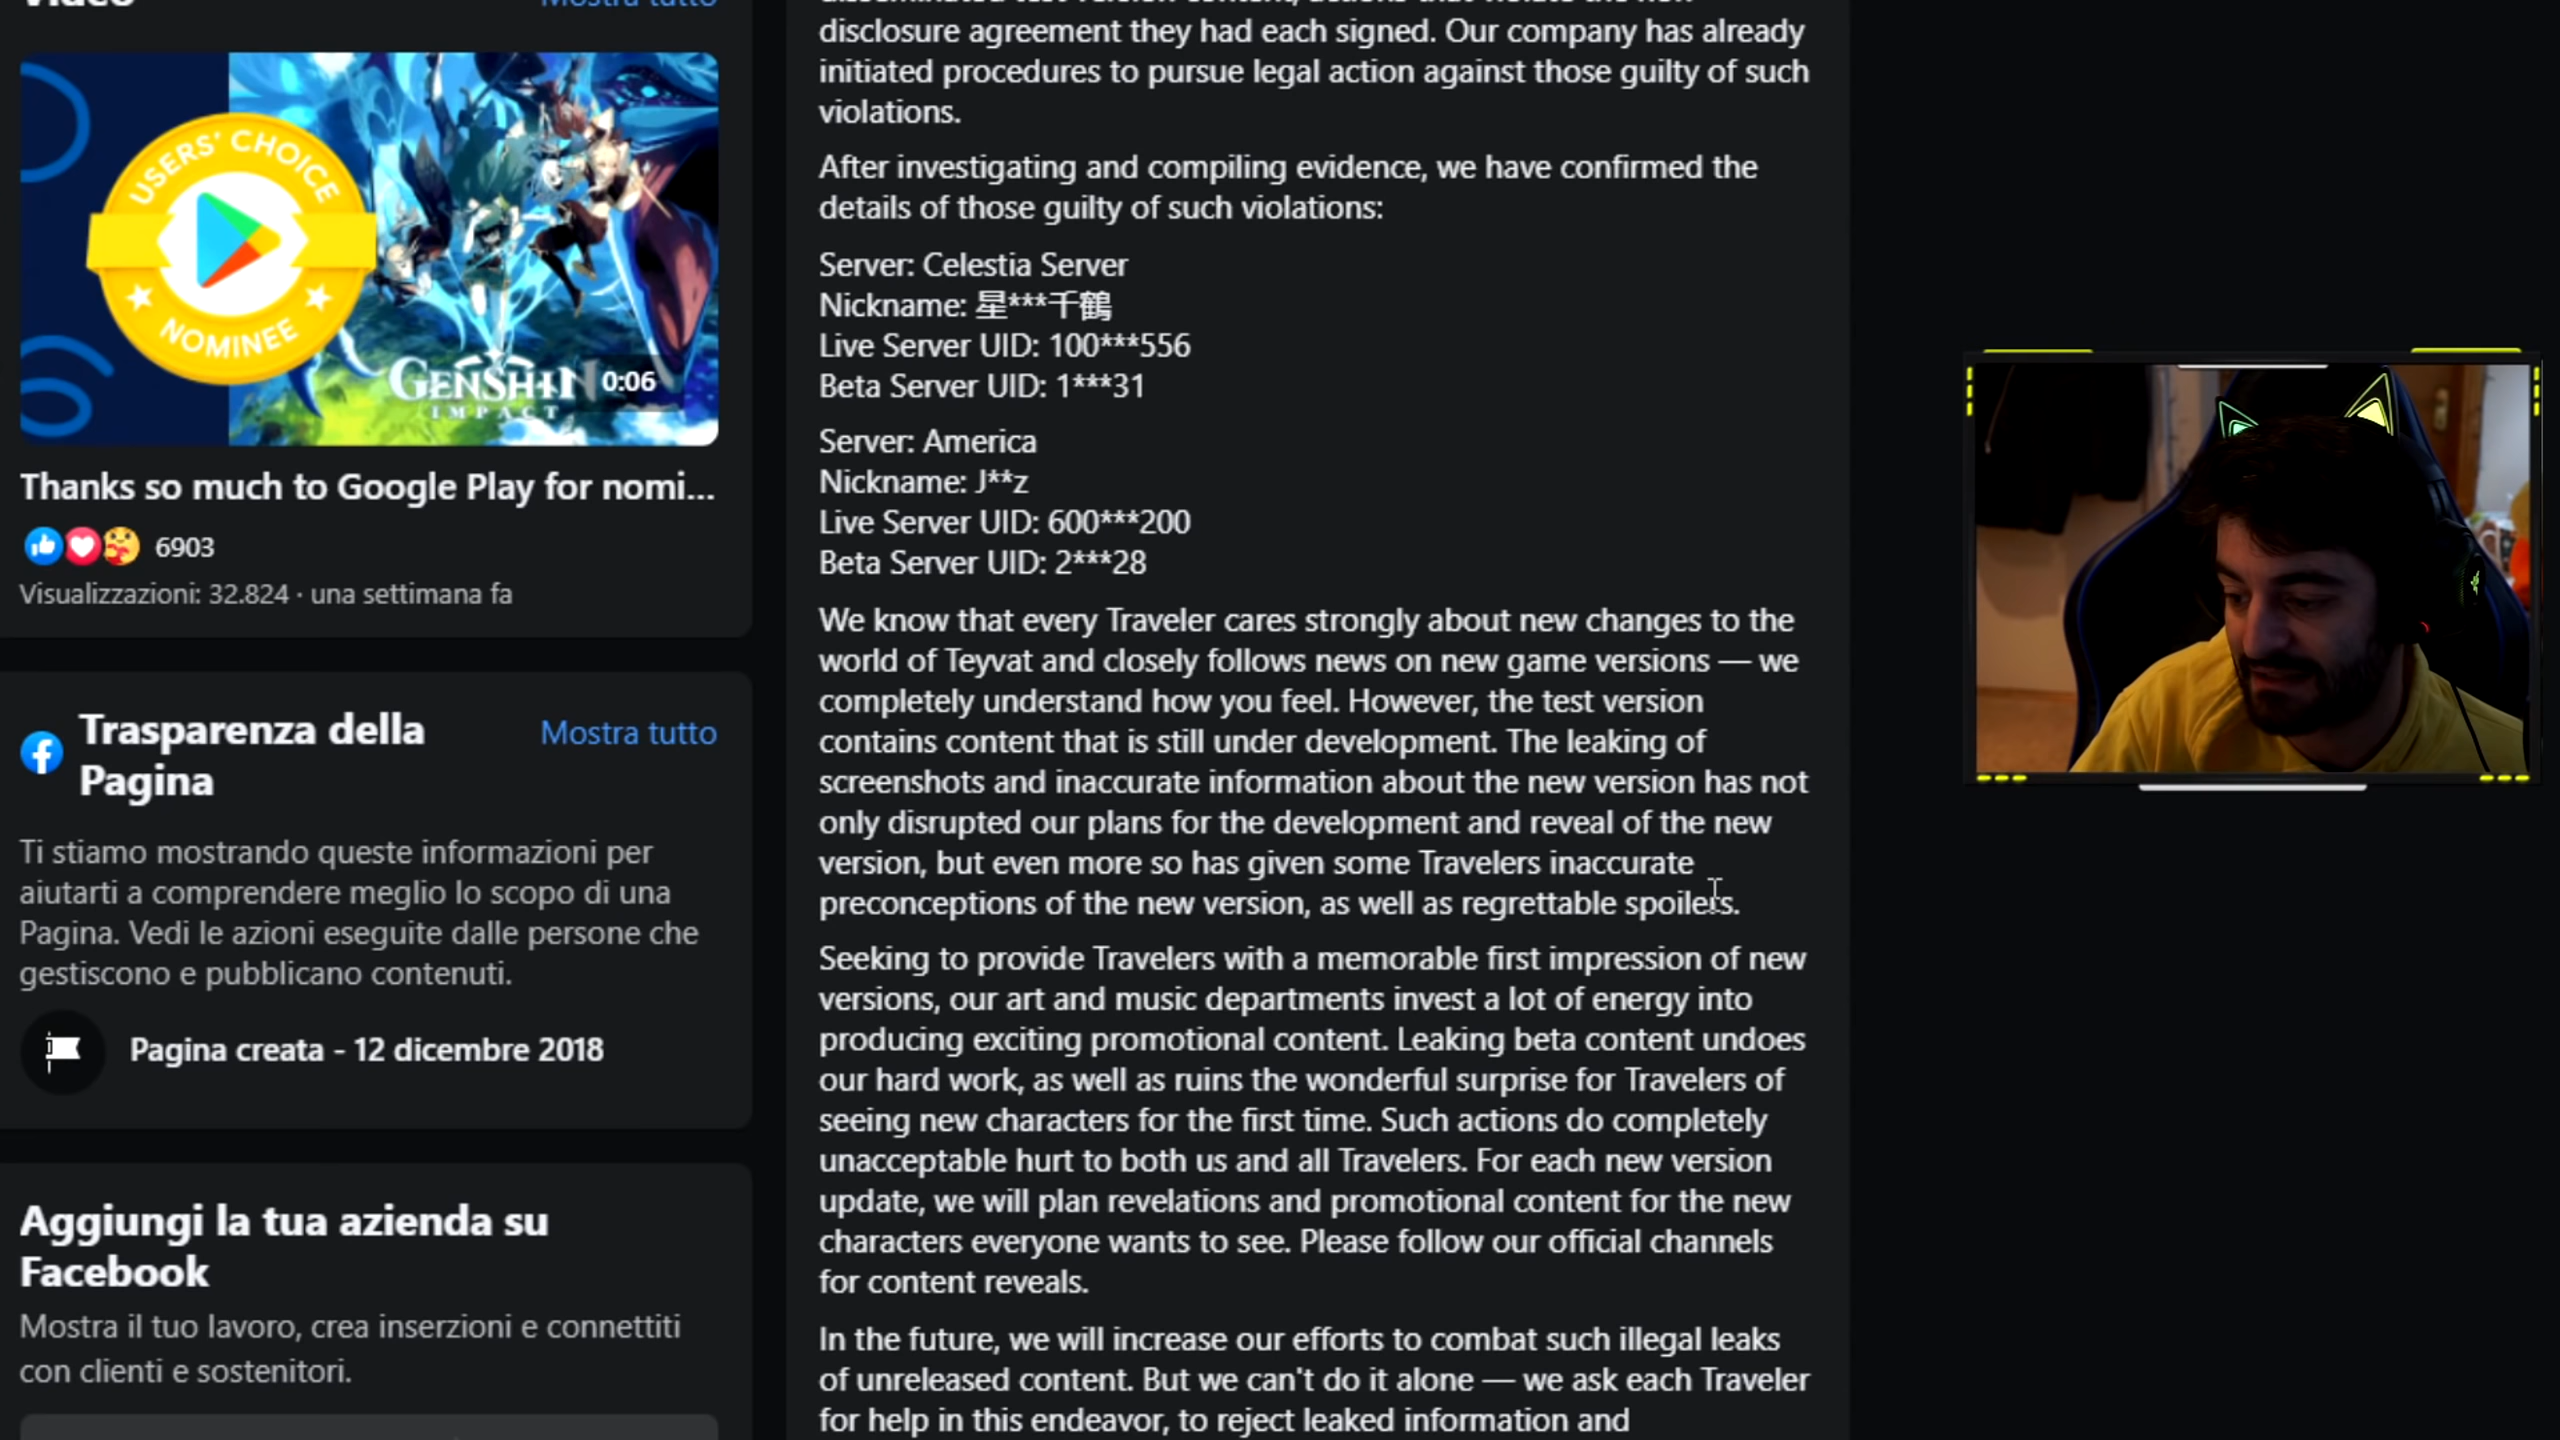 Mostra tutto
USERS' CHOICE
NOMINEE
GENSHIN
IMPACT
0:06
Thanks so much to Google Play for nomi...
6903
Visualizzazioni: 32.824 · una settimana fa
Trasparenza della
Pagina
Mostra tutto
Ti stiamo mostrando queste informazioni per
aiutarti a comprendere meglio lo scopo di una
Pagina. Vedi le azioni eseguite dalle persone che
gestiscono e pubblicano contenuti.
Pagina creata - 12 dicembre 2018
Aggiungi la tua azienda su
Facebook
Mostra il tuo lavoro, crea inserzioni e connettiti
con clienti e sostenitori.
disclosure agreement they had each signed. Our company has already
initiated procedures to pursue legal action against those guilty of such
violations.
After investigating and compiling evidence, we have confirmed the
details of those guilty of such violations:
Server: Celestia Server
Nickname: 星***千鶴
Live Server UID: 100***556
Beta Server UID: 1***31
Server: America
Nickname: J**z
Live Server UID: 600***200
Beta Server UID: 2***28
We know that every Traveler cares strongly about new changes to the
world of Teyvat and closely follows news on new game versions — we
completely understand how you feel. However, the test version
contains content that is still under development. The leaking of
screenshots and inaccurate information about the new version has not
only disrupted our plans for the development and reveal of the new
version, but even more so has given some Travelers inaccurate
preconceptions of the new version, as well as regrettable spoilers.
Seeking to provide Travelers with a memorable first impression of new
versions, our art and music departments invest a lot of energy into
producing exciting promotional content. Leaking beta content undoes
our hard work, as well as ruins the wonderful surprise for Travelers of
seeing new characters for the first time. Such actions do completely
unacceptable hurt to both us and all Travelers. For each new version
update, we will plan revelations and promotional content for the new
characters everyone wants to see. Please follow our official channels
for content reveals.
In the future, we will increase our efforts to combat such illegal leaks
of unreleased content. But we can't do it alone — we ask each Traveler
for help in this endeavor, to reject leaked information and